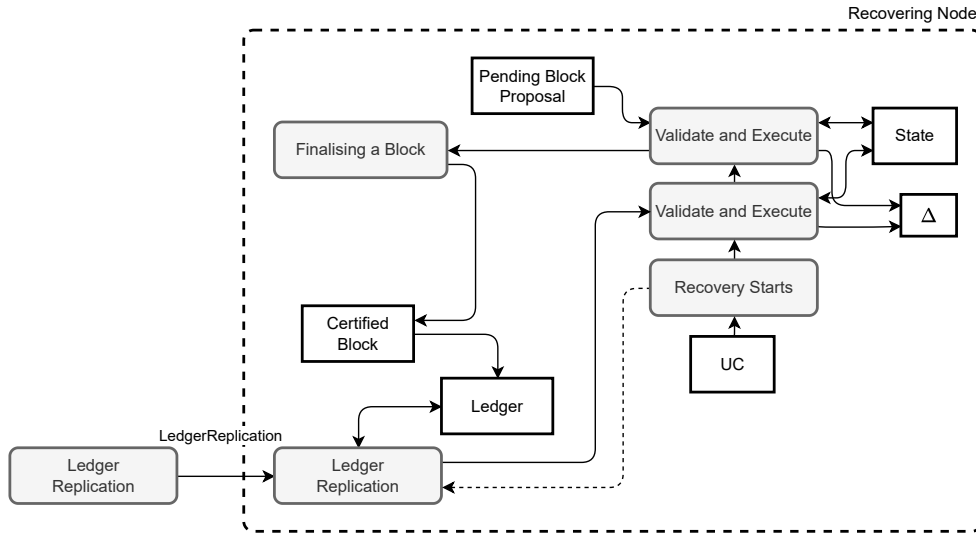 Recovering Node
Pending Block
Proposal
Validate and Execute
State
Finalising a Block
Validate and Execute
Δ
Recovery Starts
Certified
Block
UC
Ledger
LedgerReplication
Ledger
Replication
Ledger
Replication